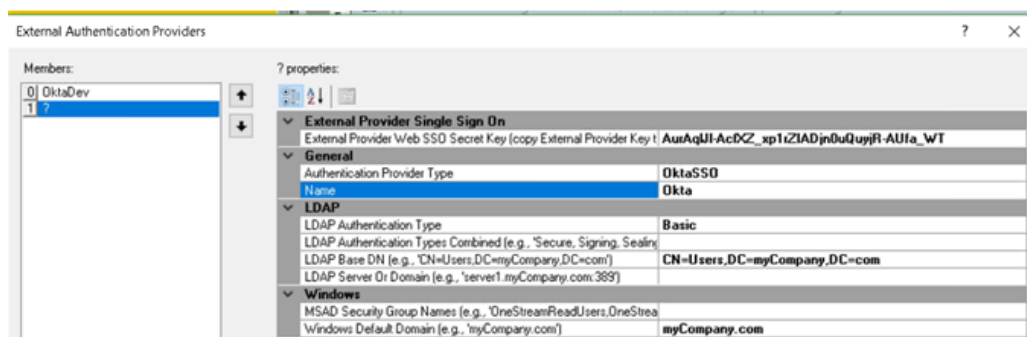 External Authentication Providers
? ×
Members:
? properties:
0 OktaDev
1 ?
External Provider Single Sign On
External Provider Web SSO Secret Key (copy External Provider Key t
General
Authentication Provider Type OktaSSO
Name Okta
LDAP
LDAP Authentication Type Basic
LDAP Authentication Types Combined (e.g., 'Secure, Signing, Sealing
LDAP Base DN (e.g., 'CN=Users,DC=myCompany,DC=com') CN=Users,DC=myCompany,DC=com
LDAP Server Or Domain (e.g., 'server1.myCompany.com:389')
Windows
MSAD Security Group Names (e.g., 'OneStreamReadUsers,OneStrea
Windows Default Domain (e.g., 'myCompany.com') myCompany.com